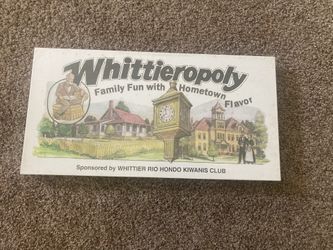 Whittieropoly
Family Fun with Hometown Flavor
Sponsored by WHITTIER RIO HONDO KIWANIS CLUB